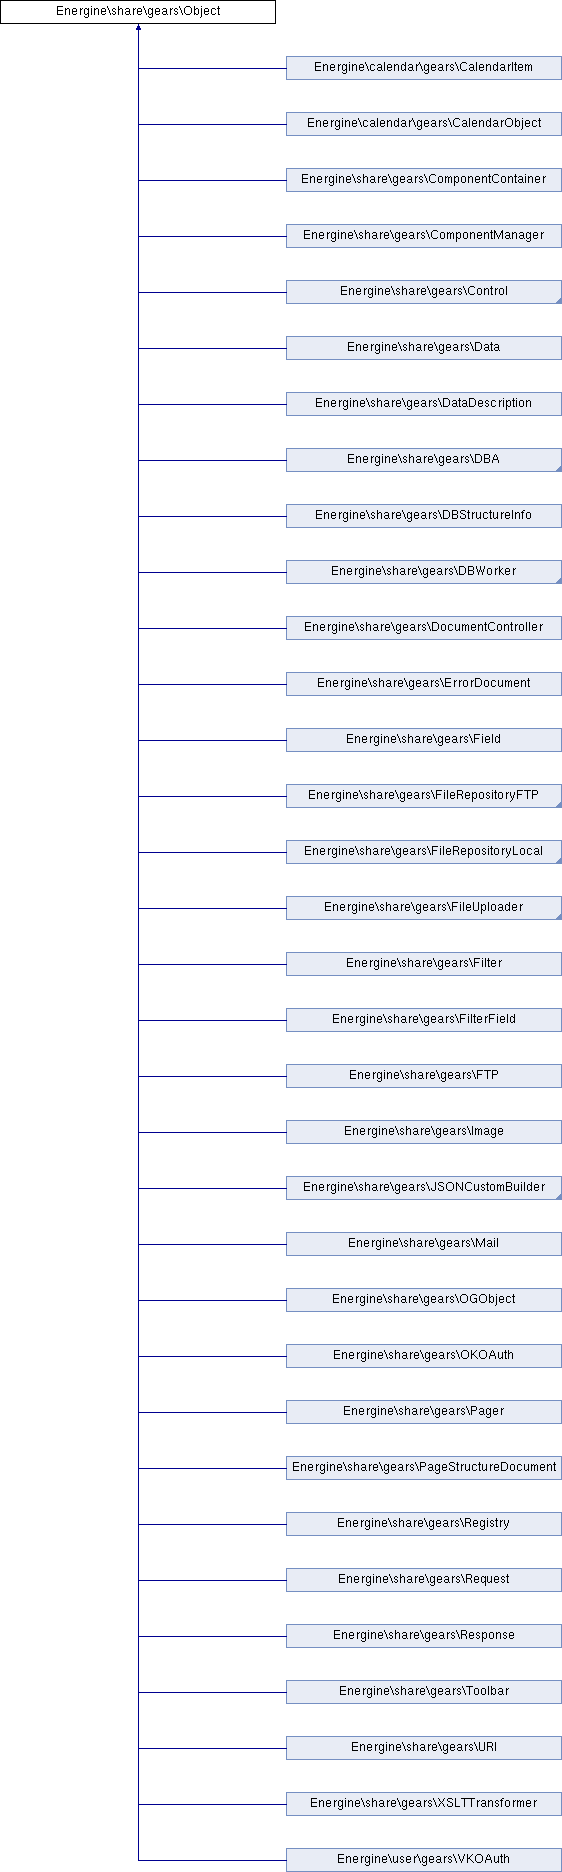 Energine\share\gears\Object
Energine\calendar\gears\CalendarItem
Energine\calendar\gears\CalendarObject
Energine\share\gears\ComponentContainer
Energine\share\gears\ComponentManager
Energine\share\gears\Control
Energine\share\gears\Data
Energine\share\gears\DataDescription
Energine\share\gears\DBA
Energine\share\gears\DBStructureInfo
Energine\share\gears\DBWorker
Energine\share\gears\DocumentController
Energine\share\gears\ErrorDocument
Energine\share\gears\Field
Energine\share\gears\FileRepositoryFTP
Energine\share\gears\FileRepositoryLocal
Energine\share\gears\FileUploader
Energine\share\gears\Filter
Energine\share\gears\FilterField
Energine\share\gears\FTP
Energine\share\gears\Image
Energine\share\gears\JSONCustomBuilder
Energine\share\gears\Mail
Energine\share\gears\OGObject
Energine\share\gears\OKOAuth
Energine\share\gears\Pager
Energine\share\gears\PageStructureDocument
Energine\share\gears\Registry
Energine\share\gears\Request
Energine\share\gears\Response
Energine\share\gears\Toolbar
Energine\share\gears\URI
Energine\share\gears\XSLTTransformer
Energine\user\gears\VKOAuth